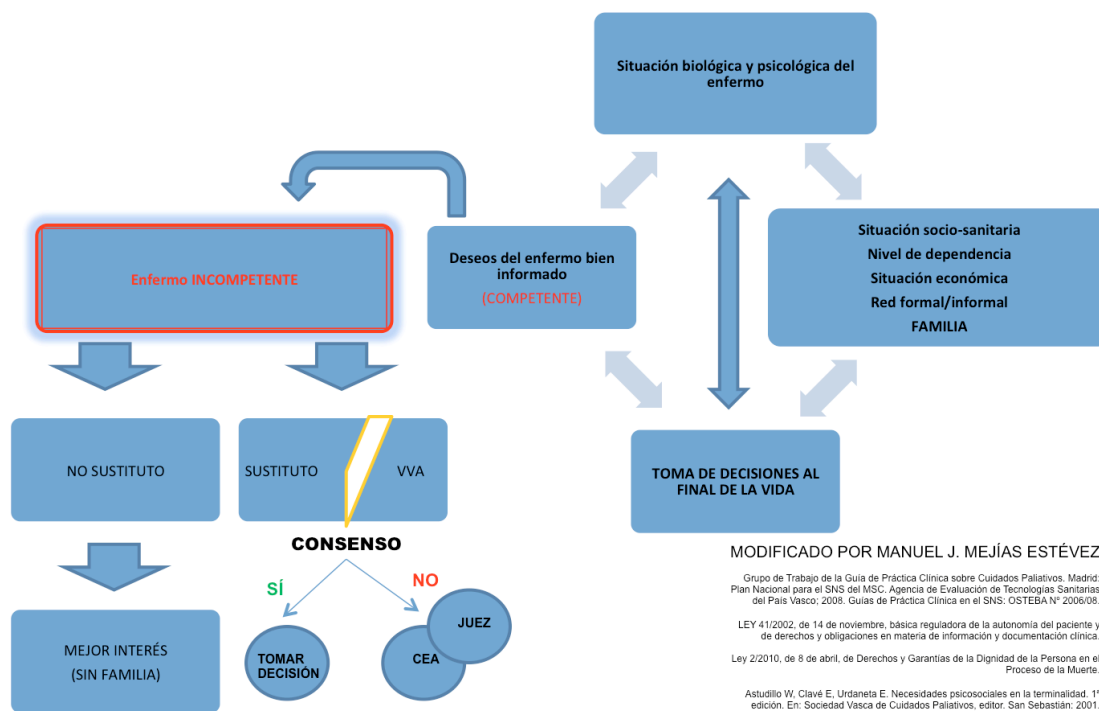 Situación biológica y psicológica del
enfermo
Enfermo INCOMPETENTE
Deseos del enfermo bien
informado
(COMPETENTE)
Situación socio-sanitaria
Nivel de dependencia
Situación económica
Red formal/informal
FAMILIA
NO SUSTITUTO
SUSTITUTO
VVA
TOMA DE DECISIONES AL
FINAL DE LA VIDA
CONSENSO
SÍ
NO
MEJOR INTERÉS
(SIN FAMILIA)
TOMAR
DECISIÓN
CEA
JUEZ
MODIFICADO POR MANUEL J. MEJÍAS ESTÉVEZ
Grupo de Trabajo de la Guía de Práctica Clínica sobre Cuidados Paliativos. Madrid:
Plan Nacional para el SNS del MSC. Agencia de Evaluación de Tecnologías Sanitarias
del País Vasco; 2008. Guías de Práctica Clínica en el SNS: OSTEBA Nº 2006/08.
LEY 41/2002, de 14 de noviembre, básica reguladora de la autonomía del paciente y
de derechos y obligaciones en materia de información y documentación clínica.
Ley 2/2010, de 8 de abril, de Derechos y Garantías de la Dignidad de la Persona en el
Proceso de la Muerte.
Astudillo W, Clavé E, Urdaneta E. Necesidades psicosociales en la terminalidad. 1ª
edición. En: Sociedad Vasca de Cuidados Paliativos, editor. San Sebastián: 2001.